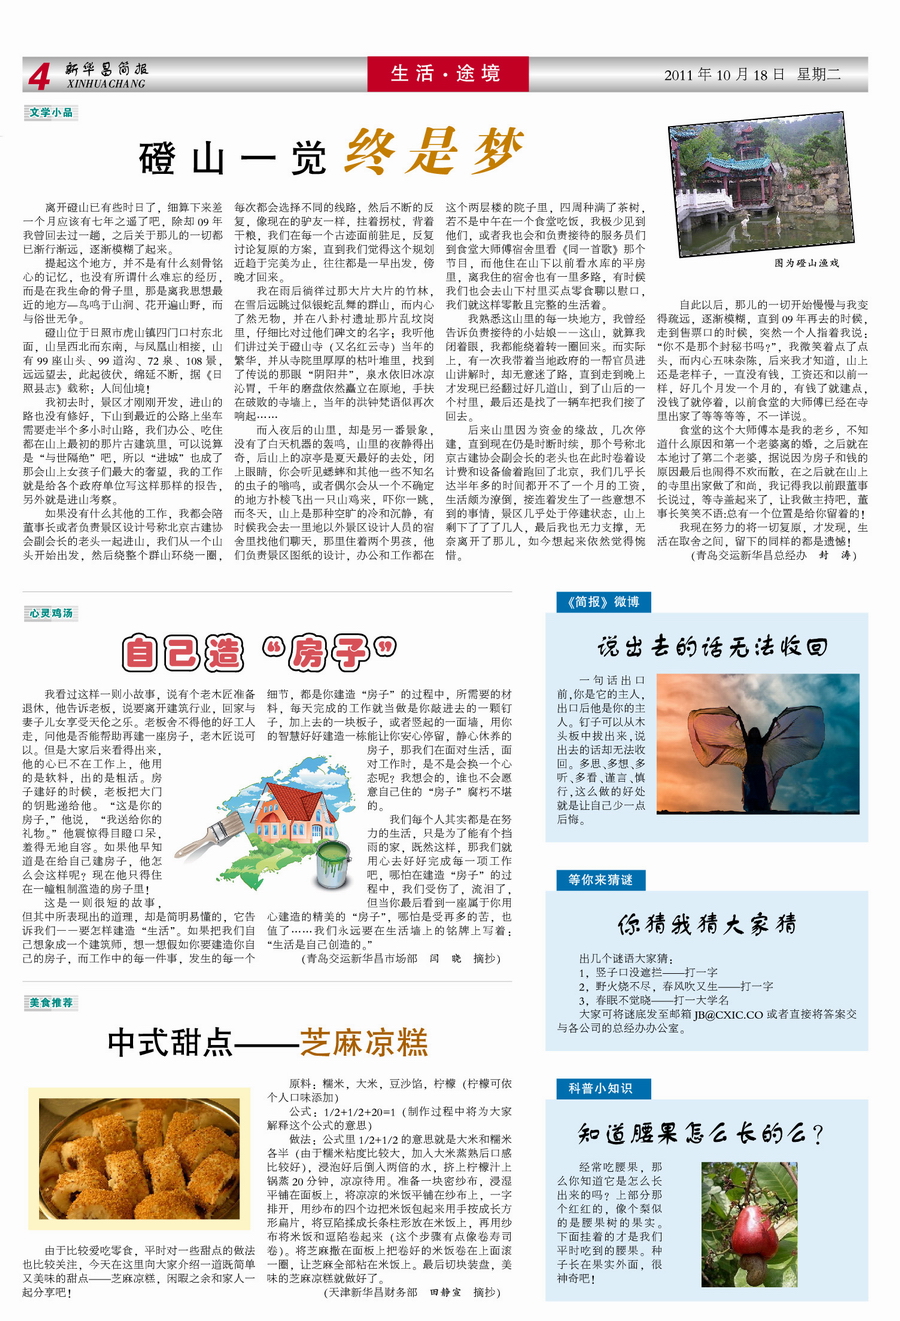 4
新华昌简报
XINHUACHANG
生活·途境
2011 年 10 月 18 日 星期二
文学小品
磴山一觉 终是梦
离开磴山已有些时日了，细算下来差
一个月应该有七年之遥了吧，除却 09 年
我曾回去过一趟，之后关于那儿的一切都
已渐行渐远，逐渐模糊了起来。
提起这个地方，并不是有什么刻骨铭
心的记忆，也没有所谓什么难忘的经历，
而是在我生命的骨子里，那是离我思想最
近的地方—鸟鸣于山涧、花开遍山野，而
与俗世无争。
磴山位于日照市虎山镇四门口村东北
面，山呈西北而东南，与凤凰山相接，山
有 99 座山头、99 道沟、72 泉、108 景，
远远望去，此起彼伏，绵延不断，据《日
照县志》载称：人间仙境！
我初去时，景区才刚刚开发，进山的
路也没有修好，下山到最近的公路上坐车
需要走半个多小时山路，我们办公、吃住
都在山上最初的那片古建筑里，可以说算
是“与世隔绝”吧，所以“进城”也成了
那会山上女孩子们最大的奢望，我的工作
就是给各个政府单位写这样那样的报告，
另外就是进山考察。
如果没有什么其他的工作，我都会陪
董事长或者负责景区设计号称北京古建协
会副会长的老头一起进山，我们从一个山
头开始出发，然后绕整个群山环绕一圈，
每次都会选择不同的线路，然后不断的反
复，像现在的驴友一样，拄着拐杖，背着
干粮，我们在每一个古迹面前驻足，反复
讨论复原的方案，直到我们觉得这个规划
近趋于完美为止，往往都是一早出发，傍
晚才回来。
我在雨后徜徉过那大片大片的竹林，
在雪后远眺过似银蛇乱舞的群山，而内心
了然无物，并在八卦村遗址那片乱坟岗
里，仔细比对过他们碑文的名字；我听他
们讲过关于磴山寺（又名红云寺）当年的
繁华，并从寺院里厚厚的枯叶堆里，找到
了传说的那眼“阴阳井”，泉水依旧冰凉
沁胃，千年的磨盘依然矗立在原地，手扶
在破败的寺墙上，当年的洪钟梵语似再次
响起……
而入夜后的山里，却是另一番景象，
没有了白天机器的轰鸣，山里的夜静得出
奇，后山上的凉亭是夏天最好的去处，闭
上眼睛，你会听见蟋蟀和其他一些不知名
的虫子的嗡鸣，或者偶尔会从一个不确定
的地方扑棱飞出一只山鸡来，吓你一跳，
而冬天，山上是那种空旷的冷和沉静，有
时候我会去一里地以外景区设计人员的宿
舍里找他们聊天，那里住着两个男孩，他
们负责景区图纸的设计，办公和工作都在
这个两层楼的院子里，四周种满了茶树，
若不是中午在一个食堂吃饭，我极少见到
他们，或者我也会和负责接待的服务员们
到食堂大师傅宿舍里看《同一首歌》那个
节目，而他住在山下以前看水库的平房
里，离我住的宿舍也有一里多路，有时候
我们也会去山下村里买点零食聊以慰口，
我们就这样零散且完整的生活着。
我熟悉这山里的每一块地方，我曾经
告诉负责接待的小姑娘－－这山，就算我
闭着眼，我都能绕着转一圈回来。而实际
上，有一次我带着当地政府的一帮官员进
山讲解时，却无意迷了路，直到走到晚上
才发现已经翻过好几道山，到了山后的一
个村里，最后还是找了一辆车把我们接了
回去。
后来山里因为资金的缘故，几次停
建，直到现在仍是时断时续，那个号称北
京古建协会副会长的老头也在此时卷着设
计费和设备偷着跑回了北京，我们几乎长
达半年多的时间都开不了一个月的工资，
生活颇为潦倒，接连着发生了一些意想不
到的事情，景区几乎处于停建状态，山上
剩下了了了几人，最后我也无力支撑，无
奈离开了那儿，如今想起来依然觉得惋
惜。
图为磴山渔戏
自此以后，那儿的一切开始慢慢与我变
得疏远，逐渐模糊，直到 09 年再去的时候，
走到售票口的时候，突然一个人指着我说：
“你不是那个封秘书吗？”，我微笑着点了点
头，而内心五味杂陈，后来我才知道，山上
还是老样子，一直没有钱，工资还和以前一
样，好几个月发一个月的，有钱了就建点，
没钱了就停着，以前食堂的大师傅已经在寺
里出家了等等等等，不一详说。
食堂的这个大师傅本是我的老乡，不知
道什么原因和第一个老婆离的婚，之后就在
本地讨了第二个老婆，据说因为房子和钱的
原因最后也闹得不欢而散，在之后就在山上
的寺里出家做了和尚，我记得我以前跟董事
长说过，等寺盖起来了，让我做主持吧，董
事长笑笑不语:总有一个位置是给你留着的！
我现在努力的将一切复原，才发现，生
活在取舍之间，留下的同样的都是遗憾！
（青岛交运新华昌总经办 封 涛）
心灵鸡汤
自己造“房子”
我看过这样一则小故事，说有个老木匠准备
退休，他告诉老板，说要离开建筑行业，回家与
妻子儿女享受天伦之乐。老板舍不得他的好工人
走，问他是否能帮助再建一座房子，老木匠说可
以。但是大家后来看得出来，
他的心已不在工作上，他用
的是软料，出的是粗活。房
子建好的时候，老板把大门
的钥匙递给他。“这是你的
房子，”他说，“我送给你的
礼物。”他震惊得目瞪口呆，
羞得无地自容。如果他早知
道是在给自己建房子，他怎
么会这样呢？现在他只得住
在一幢粗制滥造的房子里！
这是一则很短的故事，
但其中所表现出的道理，却是简明易懂的，它告
诉我们－－要怎样建造“生活”。如果把我们自
己想象成一个建筑师，想一想假如你要建造你自
己的房子，而工作中的每一件事，发生的每一个
细节，都是你建造“房子”的过程中，所需要的材
料，每天完成的工作就当做是你敲进去的一颗钉
子，加上去的一块板子，或者竖起的一面墙，用你
的智慧好好建造一栋能让你安心停留，静心休养的
房子，那我们在面对生活，面
对工作时，是不是会换一个心
态呢？我想会的，谁也不会愿
意自己住的“房子”腐朽不堪
的。
我们每个人其实都是在努
力的生活，只是为了能有个挡
雨的家，既然这样，那我们就
用心去好好完成每一项工作
吧，哪怕在建造“房子”的过
程中，我们受伤了，流泪了，
但当你最后看到一座属于你用
心建造的精美的“房子”，哪怕是受再多的苦，也
值了……我们永远要在生活墙上的铭牌上写着：
“生活是自己创造的。”
（青岛交运新华昌市场部 闫 晓 摘抄）
《简报》微博
说出去的话无法收回
一句话出口
前,你是它的主人，
出口后他是你的主
人。钉子可以从木
头板中拔出来,说
出去的话却无法收
回。多思、多想、多
听、多看、谨言、慎
行,这么做的好处
就是让自己少一点
后悔。
等你来猜谜
你猜我猜大家猜
出几个谜语大家猜：
1，竖子口没遮拦——打一字
2，野火烧不尽，春风吹又生——打一字
3，春眠不觉晓——打一大学名
大家可将谜底发至邮箱 JB@CXIC.CO 或者直接将答案交
与各公司的总经办办公室。
美食推荐
中式甜点——芝麻凉糕
由于比较爱吃零食，平时对一些甜点的做法
也比较关注，今天在这里向大家介绍一道既简单
又美味的甜点——芝麻凉糕，闲暇之余和家人一
起分享吧！
原料：糯米，大米，豆沙馅，柠檬（柠檬可依
个人口味添加）
公式：1/2+1/2+20=1（制作过程中将为大家
解释这个公式的意思）
做法：公式里 1/2+1/2 的意思就是大米和糯米
各半（由于糯米粘度比较大，加入大米蒸熟后口感
比较好），浸泡好后倒入两倍的水，挤上柠檬汁上
锅蒸 20 分钟，凉凉待用。准备一块密纱布，浸湿
平铺在面板上，将凉凉的米饭平铺在纱布上，一字
排开，用纱布的四个边把米饭包起来用手按成长方
形扁片，将豆陷揉成长条柱形放在米饭上，再用纱
布将米饭和逗陷卷起来（这个步骤有点像卷寿司
卷）。将芝麻撒在面板上把卷好的米饭卷在上面滚
一圈，让芝麻全部粘在米饭上。最后切块装盘，美
味的芝麻凉糕就做好了。
（天津新华昌财务部 田静宜 摘抄）
科普小知识
知道腰果怎么长的么？
经常吃腰果，那
么你知道它是怎么长
出来的吗？上部分那
个红红的，像个梨似
的是腰果树的果实。
下面挂着的才是我们
平时吃到的腰果。种
子长在果实外面，很
神奇吧！